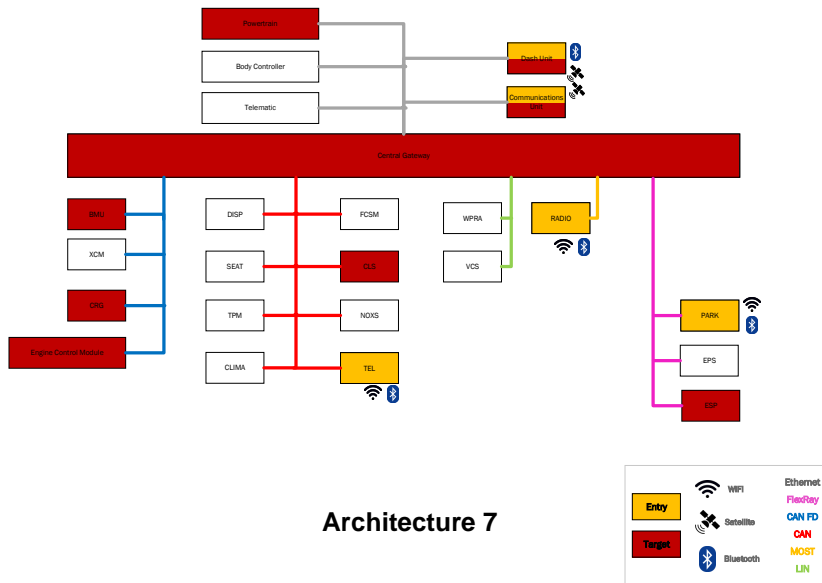 Powertrain
Body Controller
Dash Unit
Telematic
Communications
Unit
Central Gateway
BMU
DISP
FCSM
WPRA
RADIO
XCM
SEAT
CLS
VCS
CRG
TPM
NOXS
PARK
Engine Control Module
CLIMA
TEL
EPS
ESP
Architecture 7
Entry
Target
WiFi
Satellite
Bluetooth
Ethernet
FlexRay
CAN FD
CAN
MOST
LIN